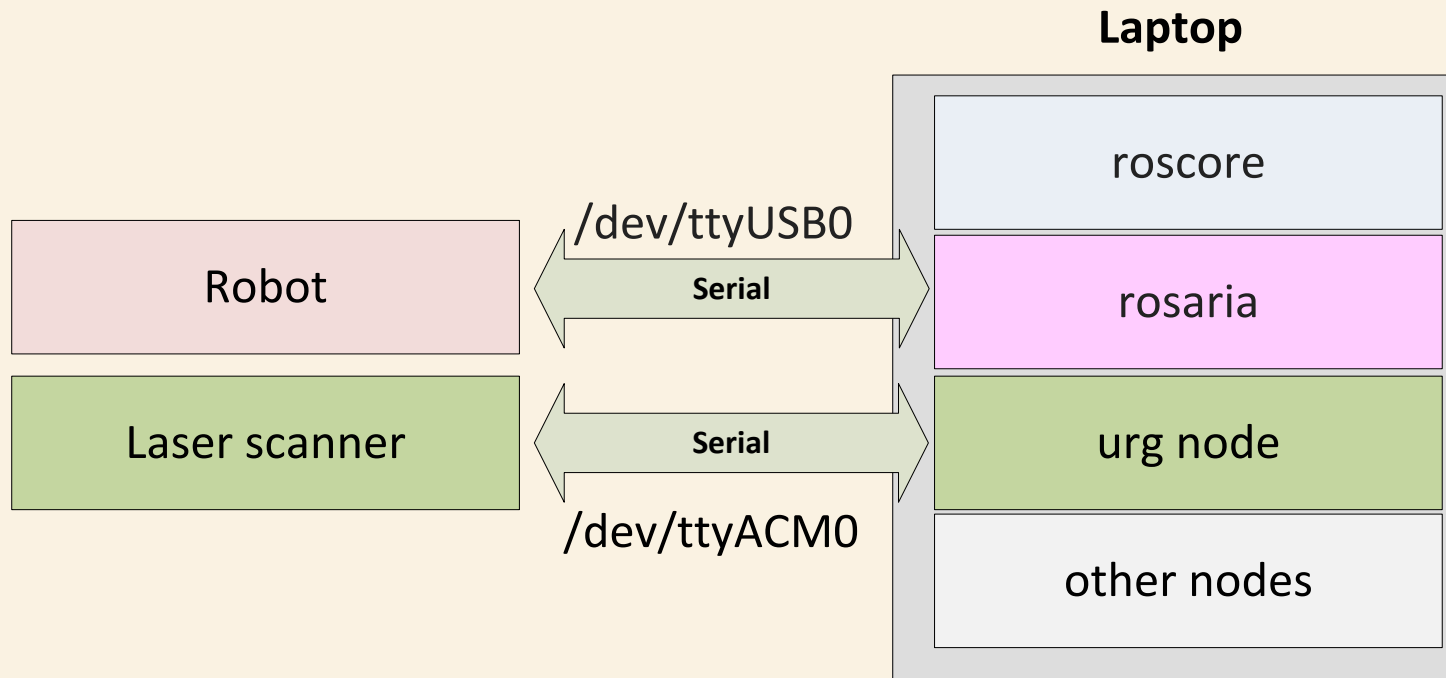 Laptop
roscore
/dev/ttyUSB0
Robot
Serial
rosaria
Laser scanner
Serial
urg node
/dev/ttyACM0
other nodes